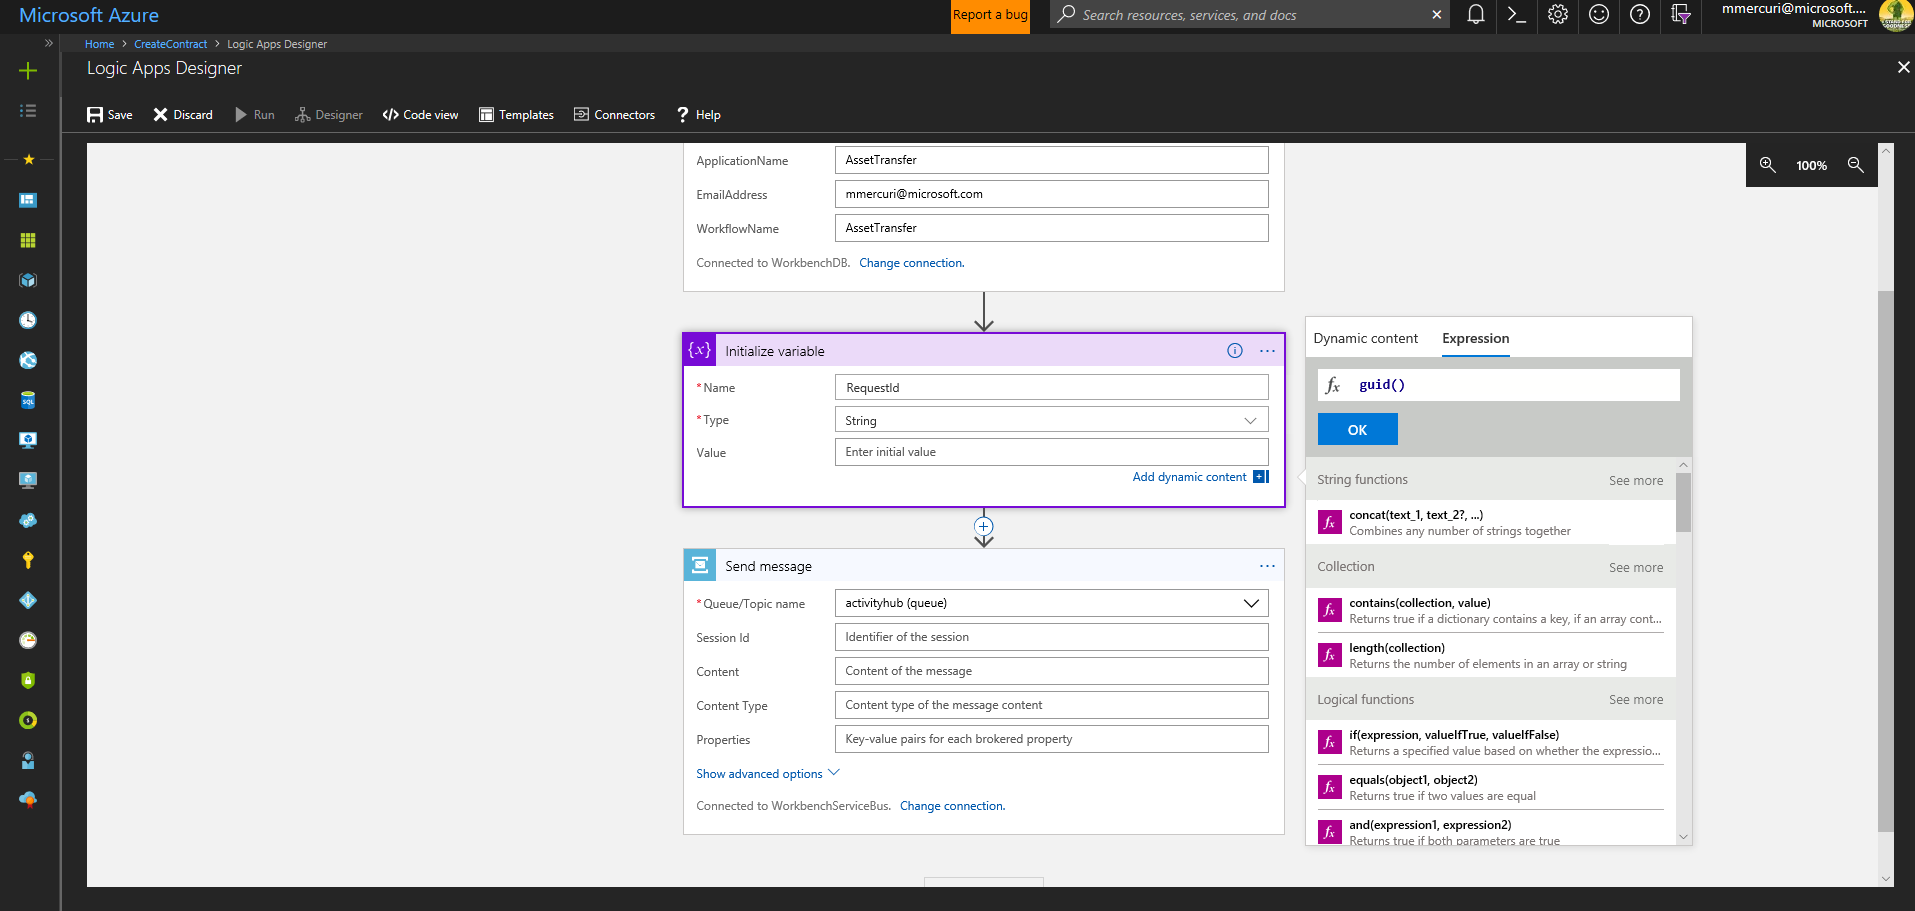 Microsoft Azure
Report a bug
Search resources, services, and docs
mmercuri@microsoft....
MICROSOFT
Home > CreateContract > Logic Apps Designer
Logic Apps Designer
Save
Discard
Run
Designer
Code view
Templates
Connectors
? Help
100%
ApplicationName
AssetTransfer
EmailAddress
mmercuri@microsoft.com
WorkflowName
AssetTransfer
Connected to WorkbenchDB. Change connection.
{x} Initialize variable
*Name
RequestId
*Type
String
Value
Enter initial value
Add dynamic content
Send message
*Queue/Topic name
activityhub (queue)
Session Id
Identifier of the session
Content
Content of the message
Content Type
Content type of the message content
Properties
Key-value pairs for each brokered property
Show advanced options
Connected to WorkbenchServiceBus. Change connection.
Dynamic content
Expression
fx guid()
OK
String functions
See more
fx concat(text_1, text_2?, ...)
Combines any number of strings together
Collection
See more
fx contains(collection, value)
Returns true if a dictionary contains a key, if an array cont...
fx length(collection)
Returns the number of elements in an array or string
Logical functions
See more
fx if(expression, valueIfTrue, valueIfFalse)
Returns a specified value based on whether the expressio...
fx equals(object1, object2)
Returns true if two values are equal
fx and(expression1, expression2)
Returns true if both parameters are true